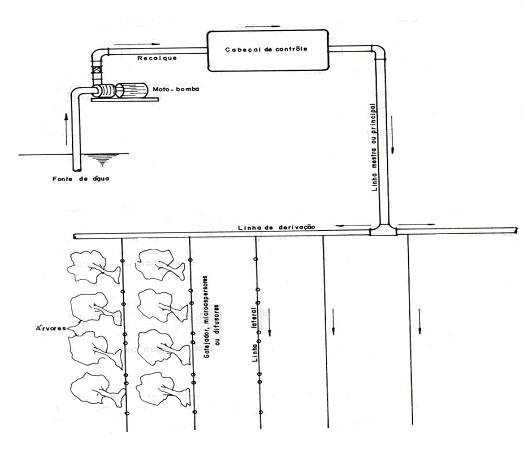 Cabeçal de contrôle
Recalque
Moto-bomba
Linha mestra ou principal
Fonte de água
Linha de derivação
Árvores
Gotejador, microaspersores
ou difusores
Linha lateral